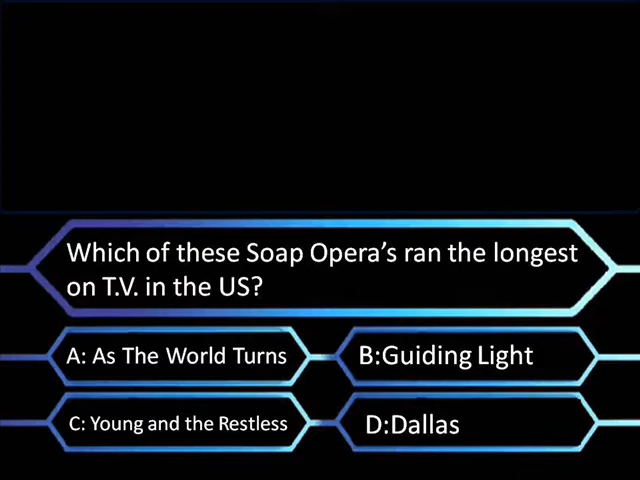 Which of these Soap Opera’s ran the longest
on T.V. in the US?
A: As The World Turns
B:Guiding Light
C: Young and the Restless
D:Dallas